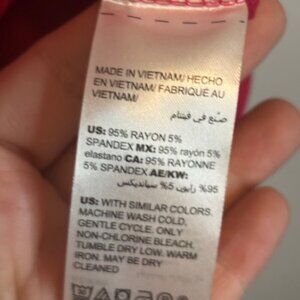 MADE IN VIETNAM/ HECHO
EN VIETNAM/ FABRIQUÉ AU
VIETNAM/
صنع في فيتنام
US: 95% RAYON 5%
SPANDEX MX: 95% rayón 5%
elastano CA: 95% RAYONNE
5% SPANDEX AE/KW:
95% رايون 5% سبانديكس
US: WITH SIMILAR COLORS.
MACHINE WASH COLD,
GENTLE CYCLE. ONLY
NON-CHLORINE BLEACH.
TUMBLE DRY LOW. WARM
IRON. MAY BE DRY
CLEANED